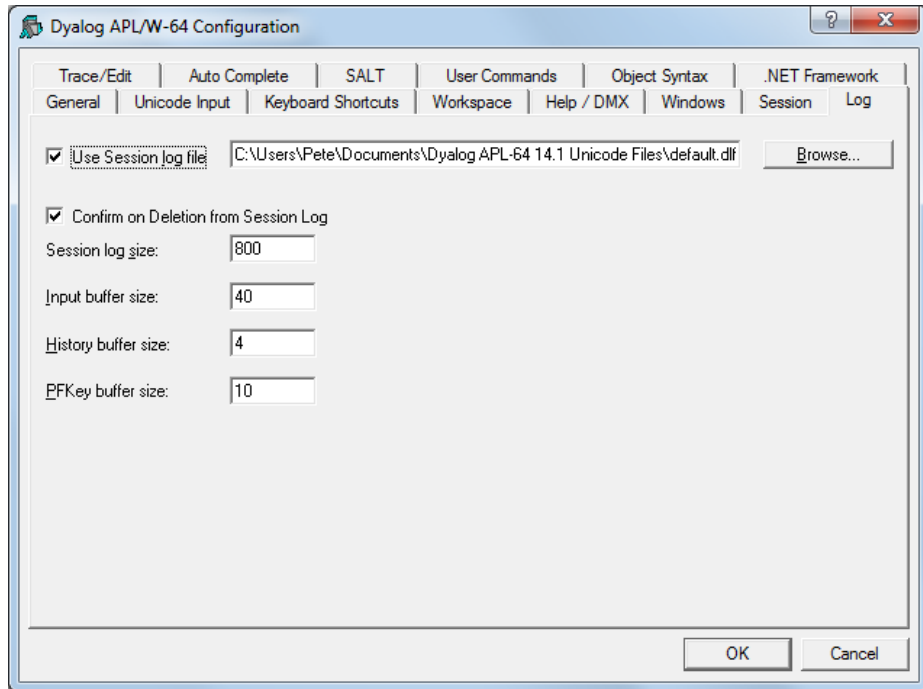 Dyalog APL/W-64 Configuration
Trace/Edit Auto Complete SALT User Commands Object Syntax .NET Framework
General Unicode Input Keyboard Shortcuts Workspace Help / DMX Windows Session Log
Use Session log file C:\Users\Pete\Documents\Dyalog APL-64 14.1 Unicode Files\default.dlf Browse...
Confirm on Deletion from Session Log
Session log size: 800
Input buffer size: 40
History buffer size: 4
PFKey buffer size: 10
OK Cancel